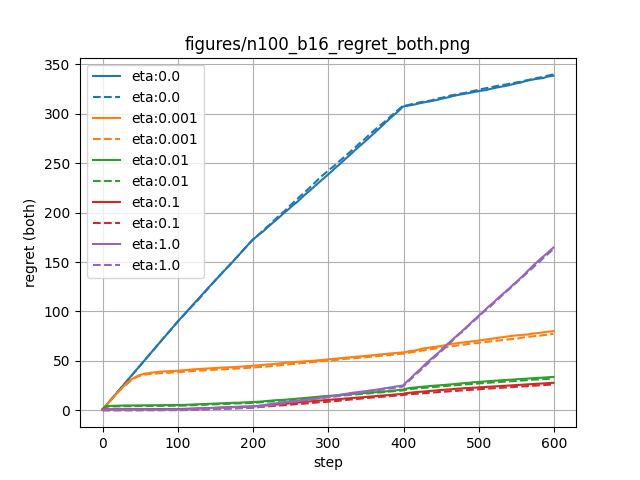 figures/n100_b16_regret_both.png
regret (both)
350
300
250
200
150
100
50
0
eta:0.0
eta:0.0
eta:0.001
eta:0.001
eta:0.01
eta:0.01
eta:0.1
eta:0.1
eta:1.0
eta:1.0
0 100 200 300 400 500 600
step